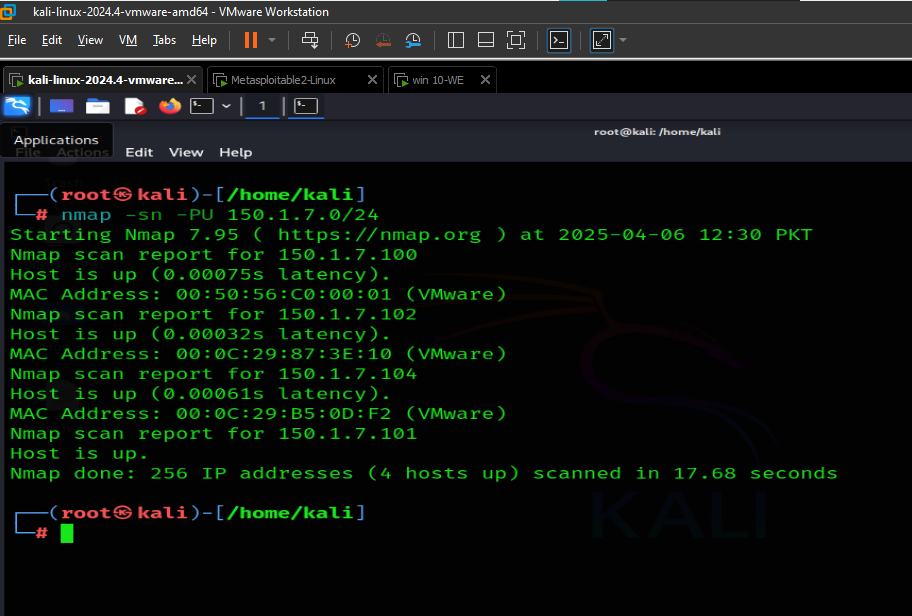 kali-linux-2024.4-vmware-amd64 - VMware Workstation
File Edit View VM Tabs Help
kali-linux-2024.4-vmware... Metasploitable2-Linux win 10-WE
1
root@kali: /home/kali
Applications
File Actions Edit View Help
┌──(root㉿kali)-[/home/kali]
└─# nmap -sn -PU 150.1.7.0/24
Starting Nmap 7.95 ( https://nmap.org ) at 2025-04-06 12:30 PKT
Nmap scan report for 150.1.7.100
Host is up (0.00075s latency).
MAC Address: 00:50:56:C0:00:01 (VMware)
Nmap scan report for 150.1.7.102
Host is up (0.00032s latency).
MAC Address: 00:0C:29:87:3E:10 (VMware)
Nmap scan report for 150.1.7.104
Host is up (0.00061s latency).
MAC Address: 00:0C:29:B5:0D:F2 (VMware)
Nmap scan report for 150.1.7.101
Host is up.
Nmap done: 256 IP addresses (4 hosts up) scanned in 17.68 seconds
┌──(root㉿kali)-[/home/kali]
└─#
KALI